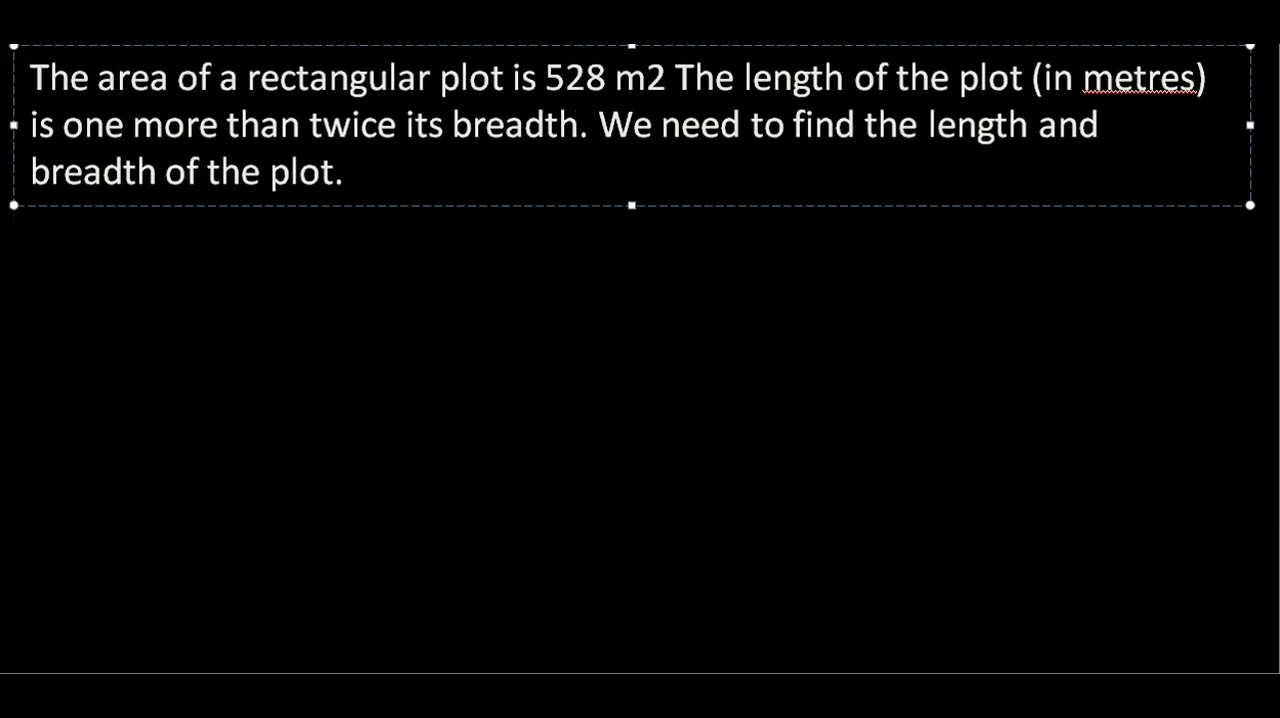 The area of a rectangular plot is 528 m2 The length of the plot (in metres)
is one more than twice its breadth. We need to find the length and
breadth of the plot.